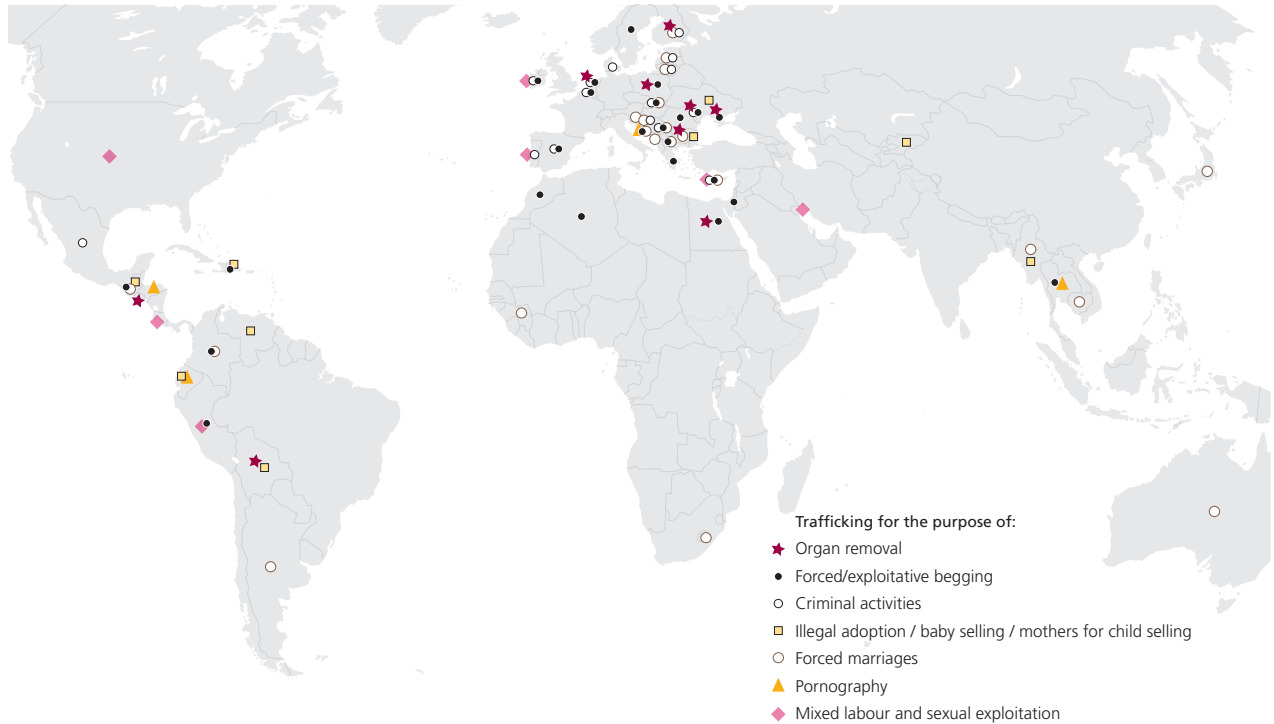 Trafficking for the purpose of:
Organ removal
Forced/exploitative begging
Criminal activities
Illegal adoption / baby selling / mothers for child selling
Forced marriages
Pornography
Mixed labour and sexual exploitation